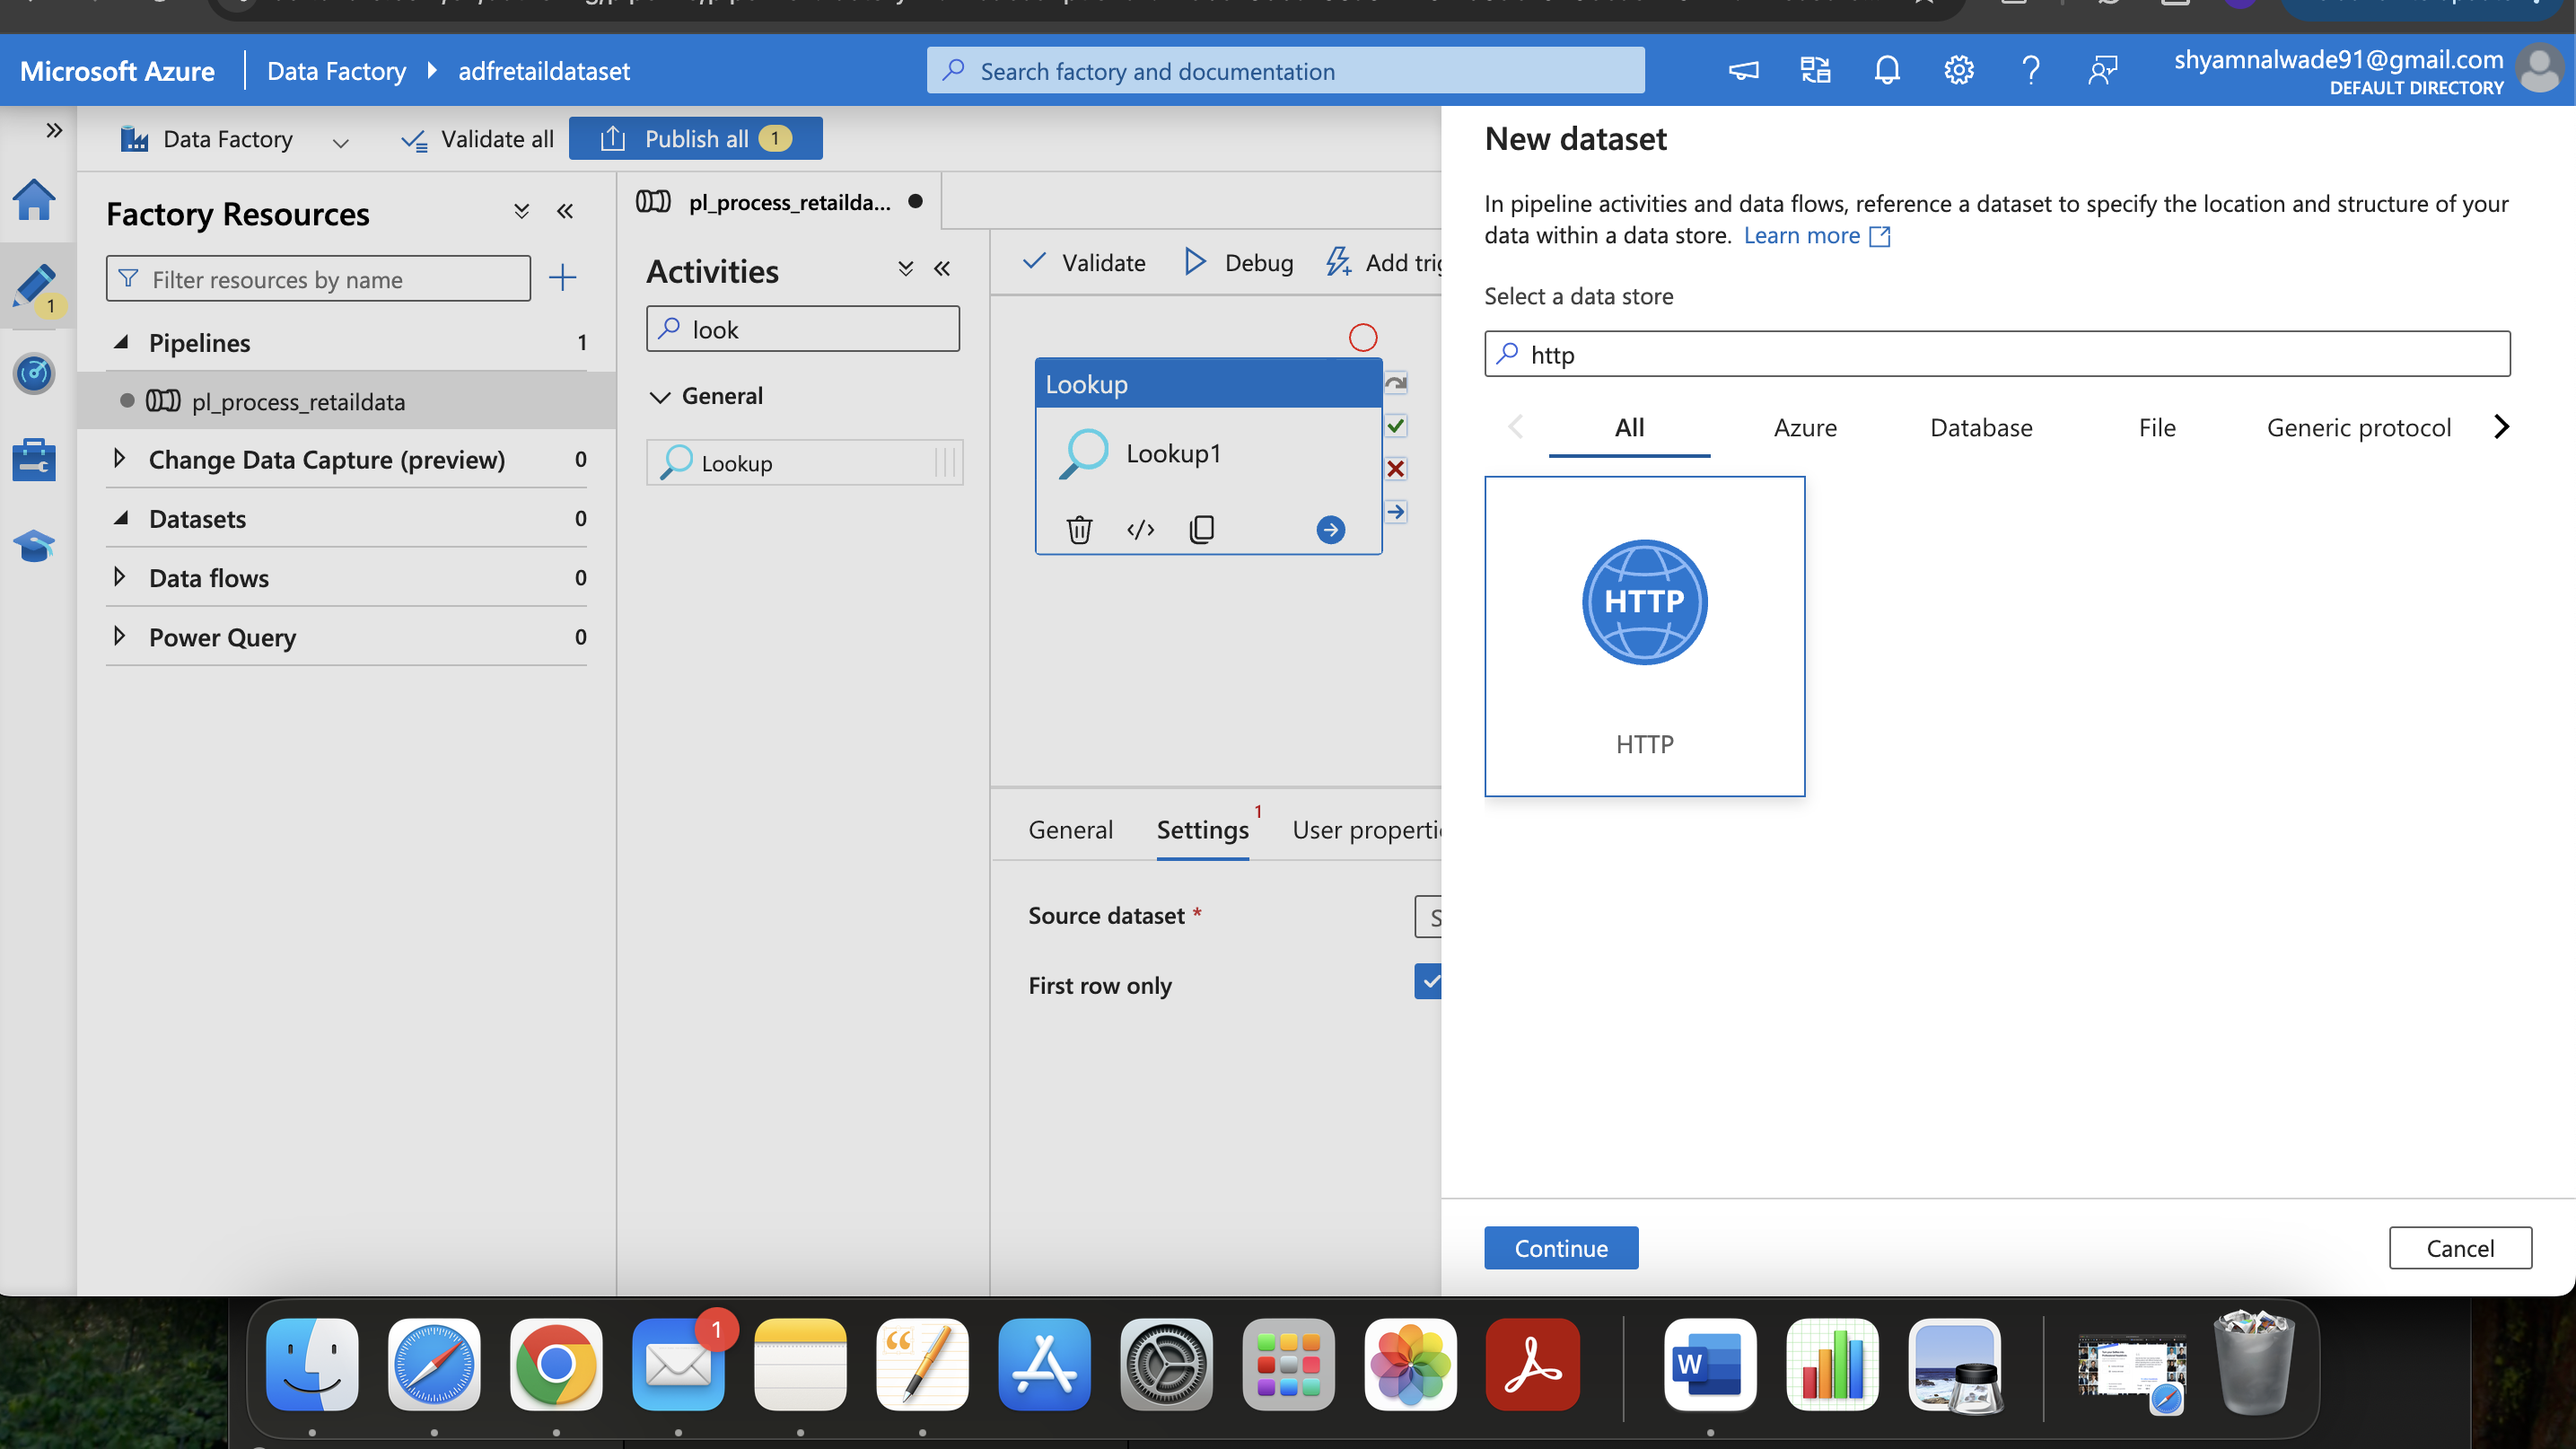 Microsoft Azure
Data Factory
adfretaildataset
Search factory and documentation
shyamnalwade91@gmail.com
DEFAULT DIRECTORY
Data Factory
Validate all
Publish all 1
Factory Resources
Filter resources by name
1
Pipelines 1
pl_process_retaildata
Change Data Capture (preview) 0
Datasets 0
Data flows 0
Power Query 0
pl_process_retailda...
Activities
look
General
Lookup
Validate
Debug
Add trig
Lookup
Lookup1
General
Settings 1
User properti
Source dataset *
S
First row only
New dataset
In pipeline activities and data flows, reference a dataset to specify the location and structure of your
data within a data store. Learn more
Select a data store
http
All
Azure
Database
File
Generic protocol
HTTP
HTTP
Continue
Cancel
1
W